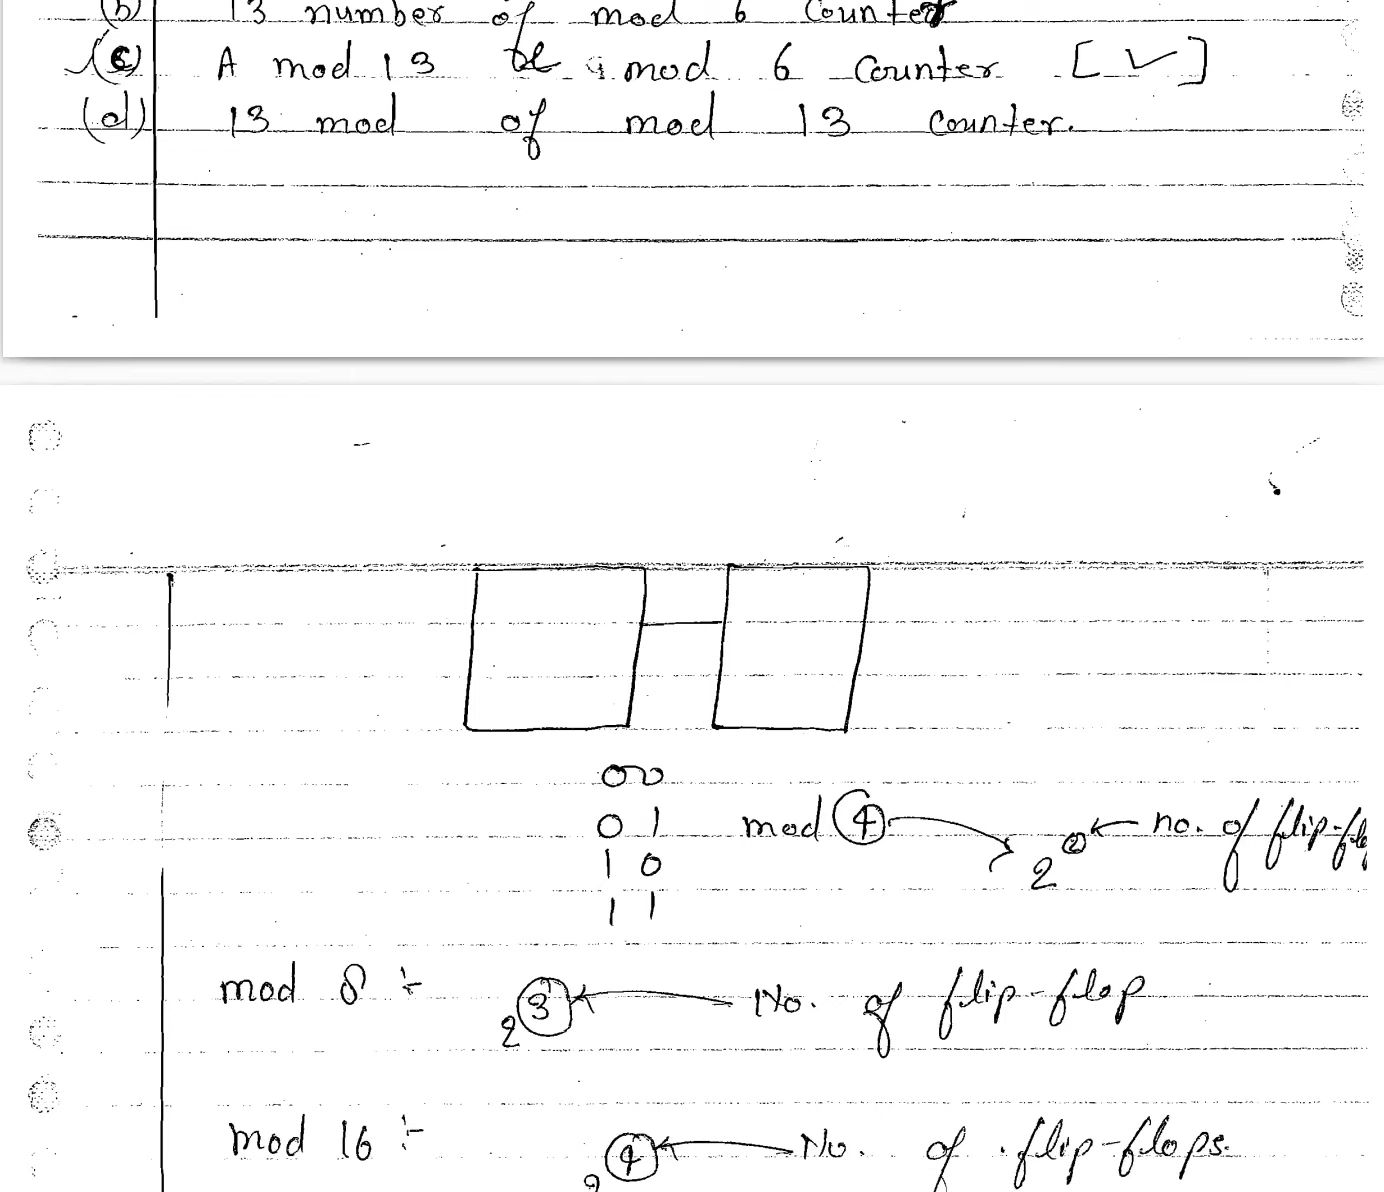 (b) 13 number of mod 6 Counter
(c) A mod 13 & a mod 6 Counter [✓]
(d) 13 mod of mod 13 Counter.
00
0 1 mod 4 2 2 no. of flip-flo
1 0
1 1
mod 8 :- 2 3 No. of flip-flop
mod 16 :- 2 4 No. of flip-flops.